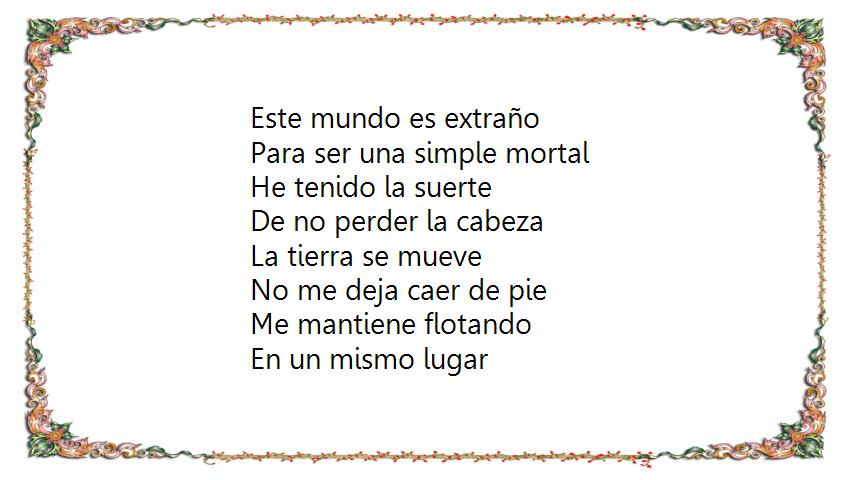 Este mundo es extraño
Para ser una simple mortal
He tenido la suerte
De no perder la cabeza
La tierra se mueve
No me deja caer de pie
Me mantiene flotando
En un mismo lugar